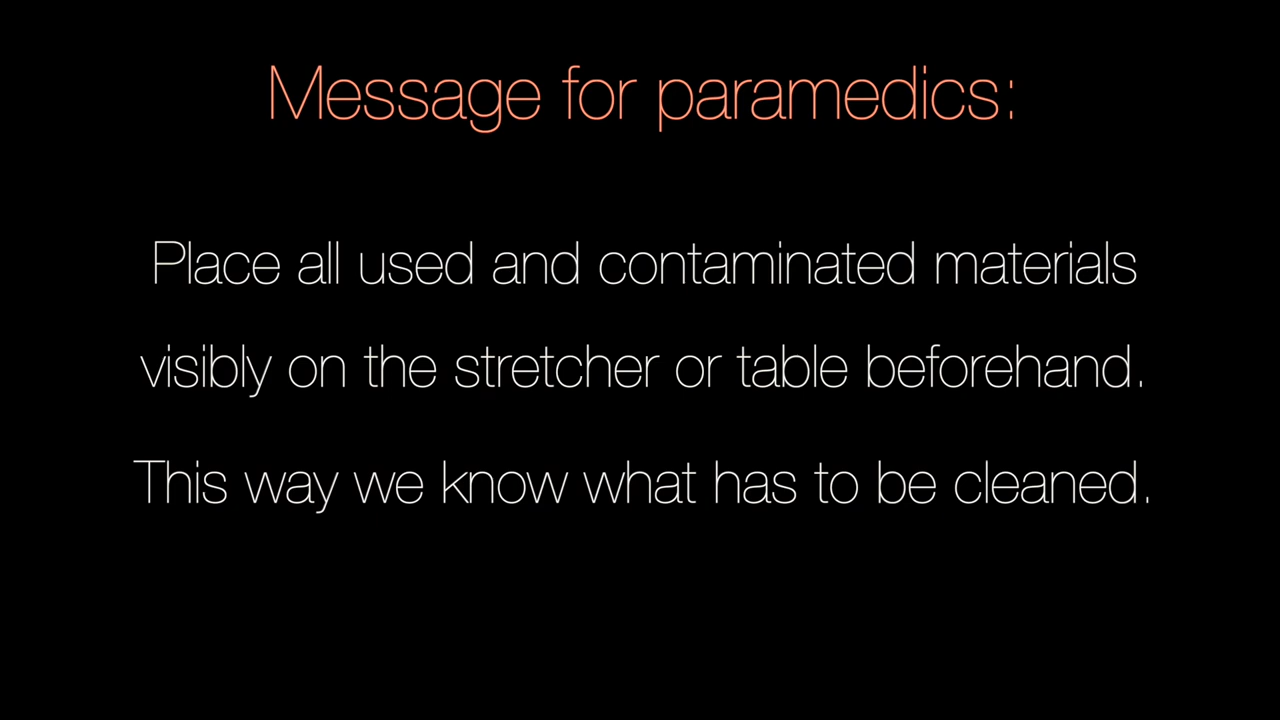 Message for paramedics:
Place all used and contaminated materials
visibly on the stretcher or table beforehand.
This way we know what has to be cleaned.